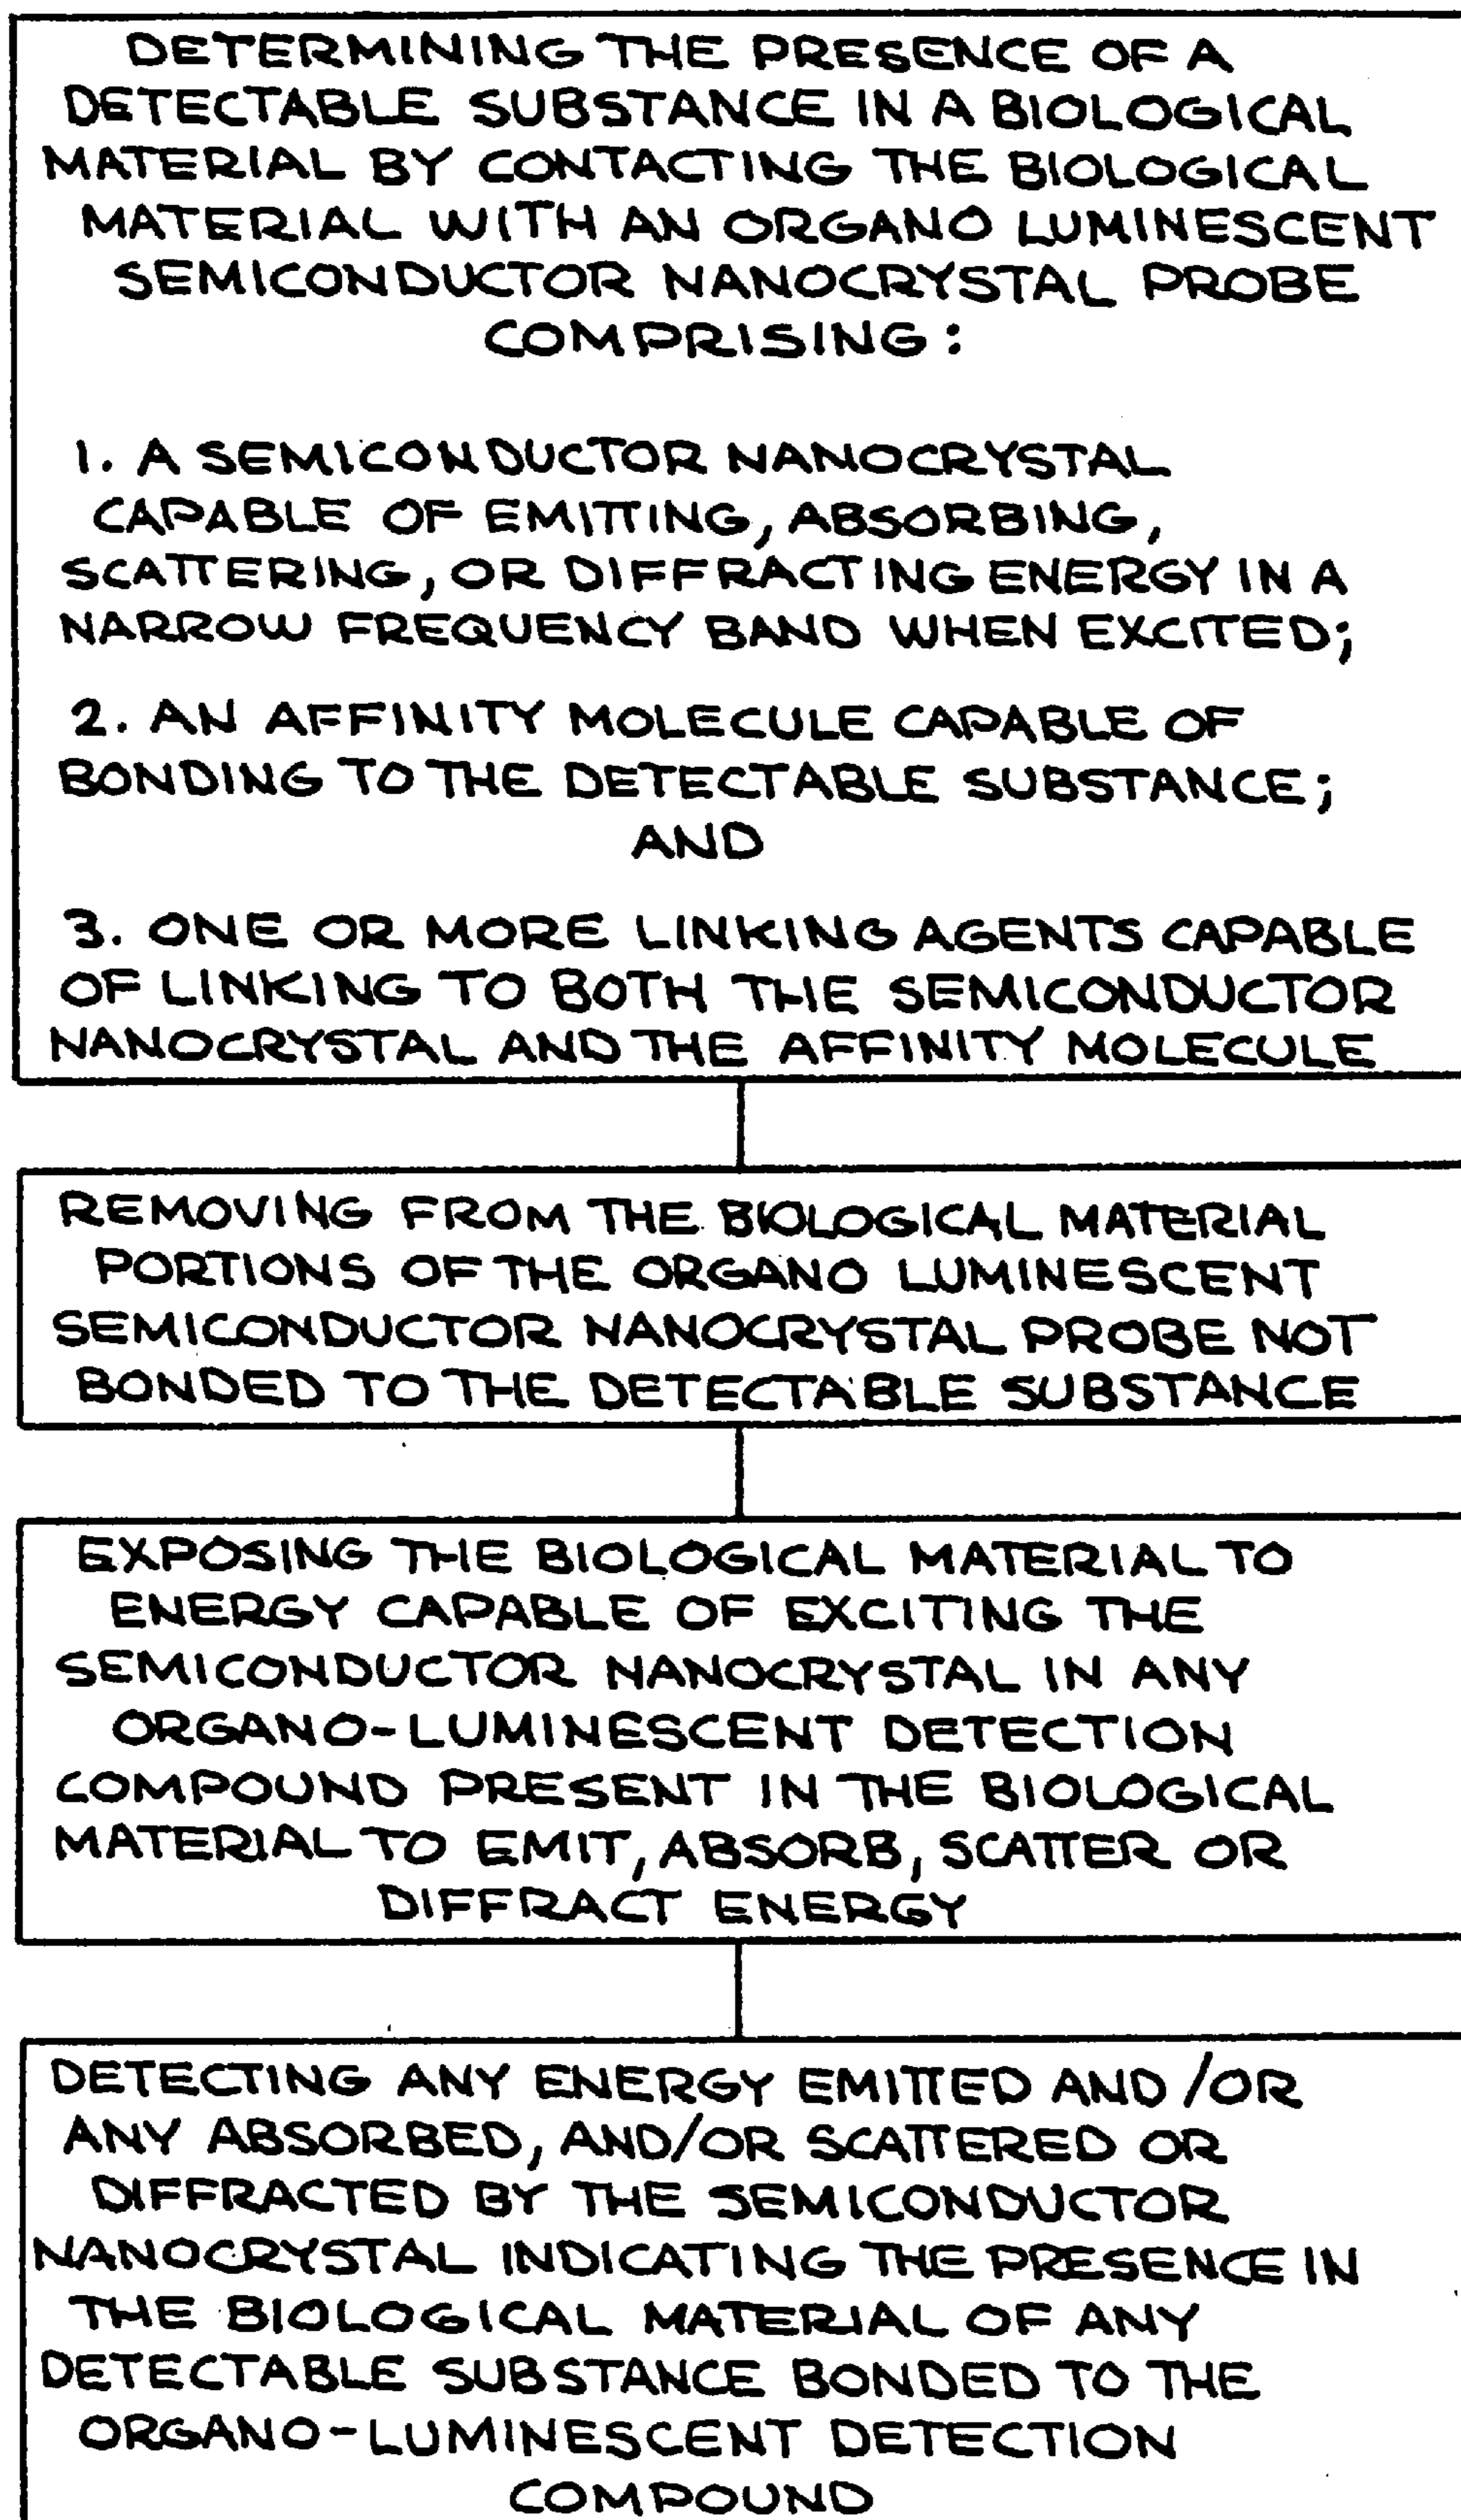 DETERMINING THE PRESENCE OF A
DETECTABLE SUBSTANCE IN A BIOLOGICAL
MATERIAL BY CONTACTING THE BIOLOGICAL
MATERIAL WITH AN ORGANO LUMINESCENT
SEMICONDUCTOR NANOCRYSTAL PROBE
COMPRISING:
1. A SEMICONDUCTOR NANOCRYSTAL
CAPABLE OF EMITTING, ABSORBING,
SCATTERING, OR DIFFRACTING ENERGY IN A
NARROW FREQUENCY BAND WHEN EXCITED;
2. AN AFFINITY MOLECULE CAPABLE OF
BONDING TO THE DETECTABLE SUBSTANCE;
AND
3. ONE OR MORE LINKING AGENTS CAPABLE
OF LINKING TO BOTH THE SEMICONDUCTOR
NANOCRYSTAL AND THE AFFINITY MOLECULE
REMOVING FROM THE BIOLOGICAL MATERIAL
PORTIONS OF THE ORGANO LUMINESCENT
SEMICONDUCTOR NANOCRYSTAL PROBE NOT
BONDED TO THE DETECTABLE SUBSTANCE
EXPOSING THE BIOLOGICAL MATERIAL TO
ENERGY CAPABLE OF EXCITING THE
SEMICONDUCTOR NANOCRYSTAL IN ANY
ORGANO-LUMINESCENT DETECTION
COMPOUND PRESENT IN THE BIOLOGICAL
MATERIAL TO EMIT, ABSORB, SCATTER OR
DIFFRACT ENERGY
DETECTING ANY ENERGY EMITTED AND/OR
ANY ABSORBED, AND/OR SCATTERED OR
DIFFRACTED BY THE SEMICONDUCTOR
NANOCRYSTAL INDICATING THE PRESENCE IN
THE BIOLOGICAL MATERIAL OF ANY
DETECTABLE SUBSTANCE BONDED TO THE
ORGANO-LUMINESCENT DETECTION
COMPOUND